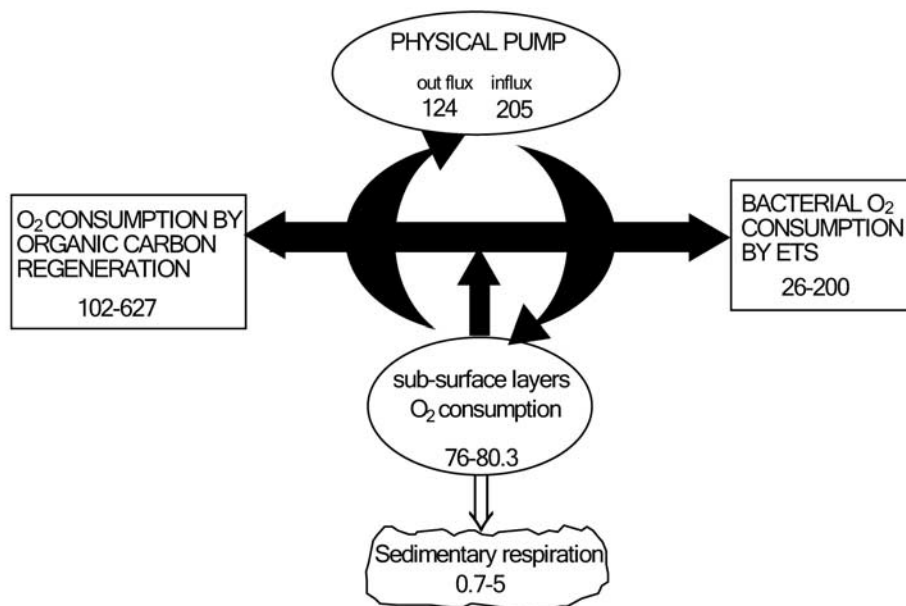 PHYSICAL PUMP
out flux influx
124 205
O₂ CONSUMPTION BY
ORGANIC CARBON
REGENERATION
102-627
BACTERIAL O₂
CONSUMPTION
BY ETS
26-200
sub-surface layers
O₂ consumption
76-80.3
Sedimentary respiration
0.7-5